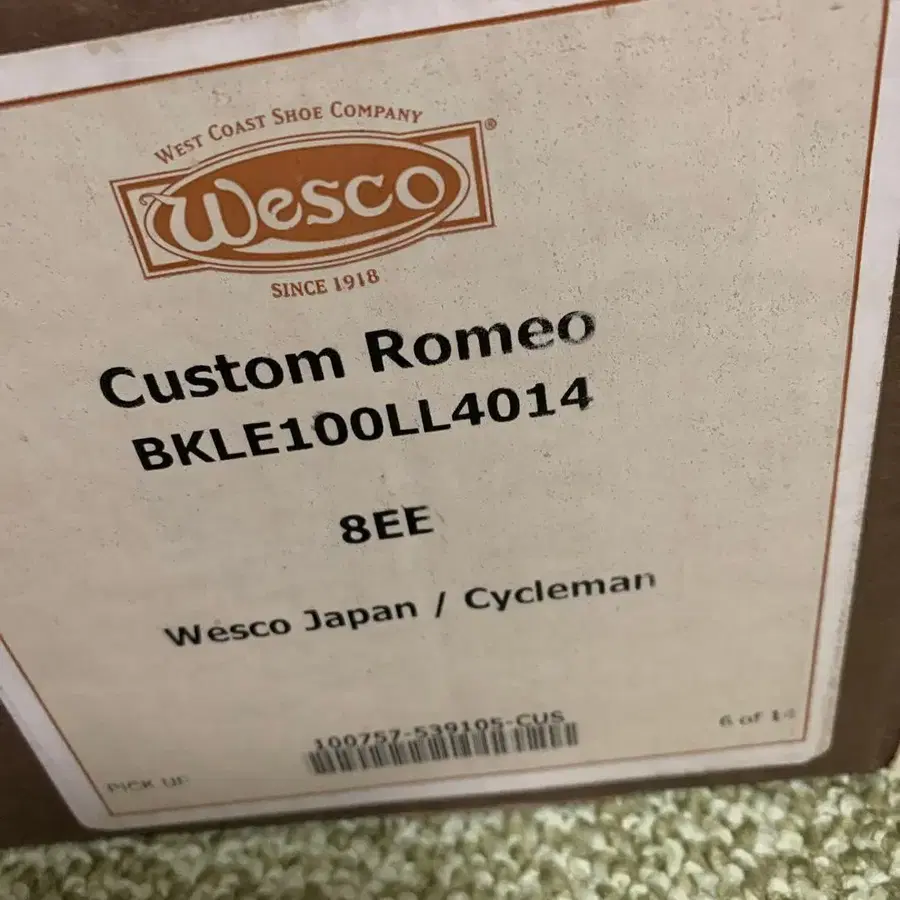 WEST COAST SHOE COMPANY
Wesco®
SINCE 1918
Custom Romeo
BKLE100LL4014
8EE
Wesco Japan / Cycleman
100757-539105-CUS
6 of 14
PICK UP